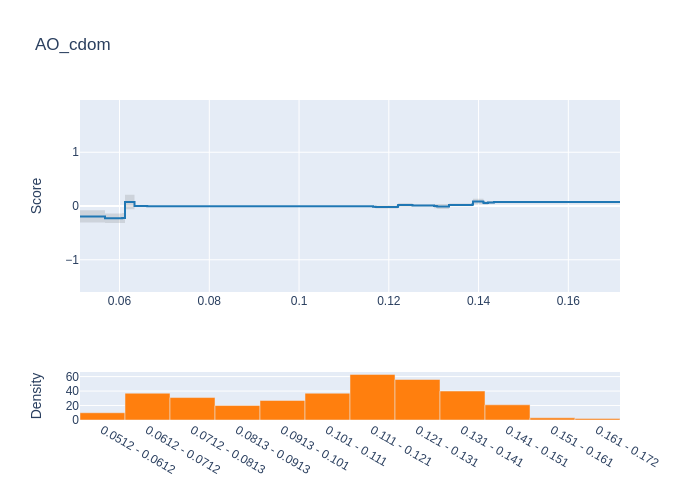 AO_cdom
Score
1
0
−1
0.06 0.08 0.1 0.12 0.14 0.16
Density
60
40
20
0
0.0512 - 0.0612
0.0612 - 0.0712
0.0712 - 0.0813
0.0813 - 0.0913
0.0913 - 0.101
0.101 - 0.111
0.111 - 0.121
0.121 - 0.131
0.131 - 0.141
0.141 - 0.151
0.151 - 0.161
0.161 - 0.172